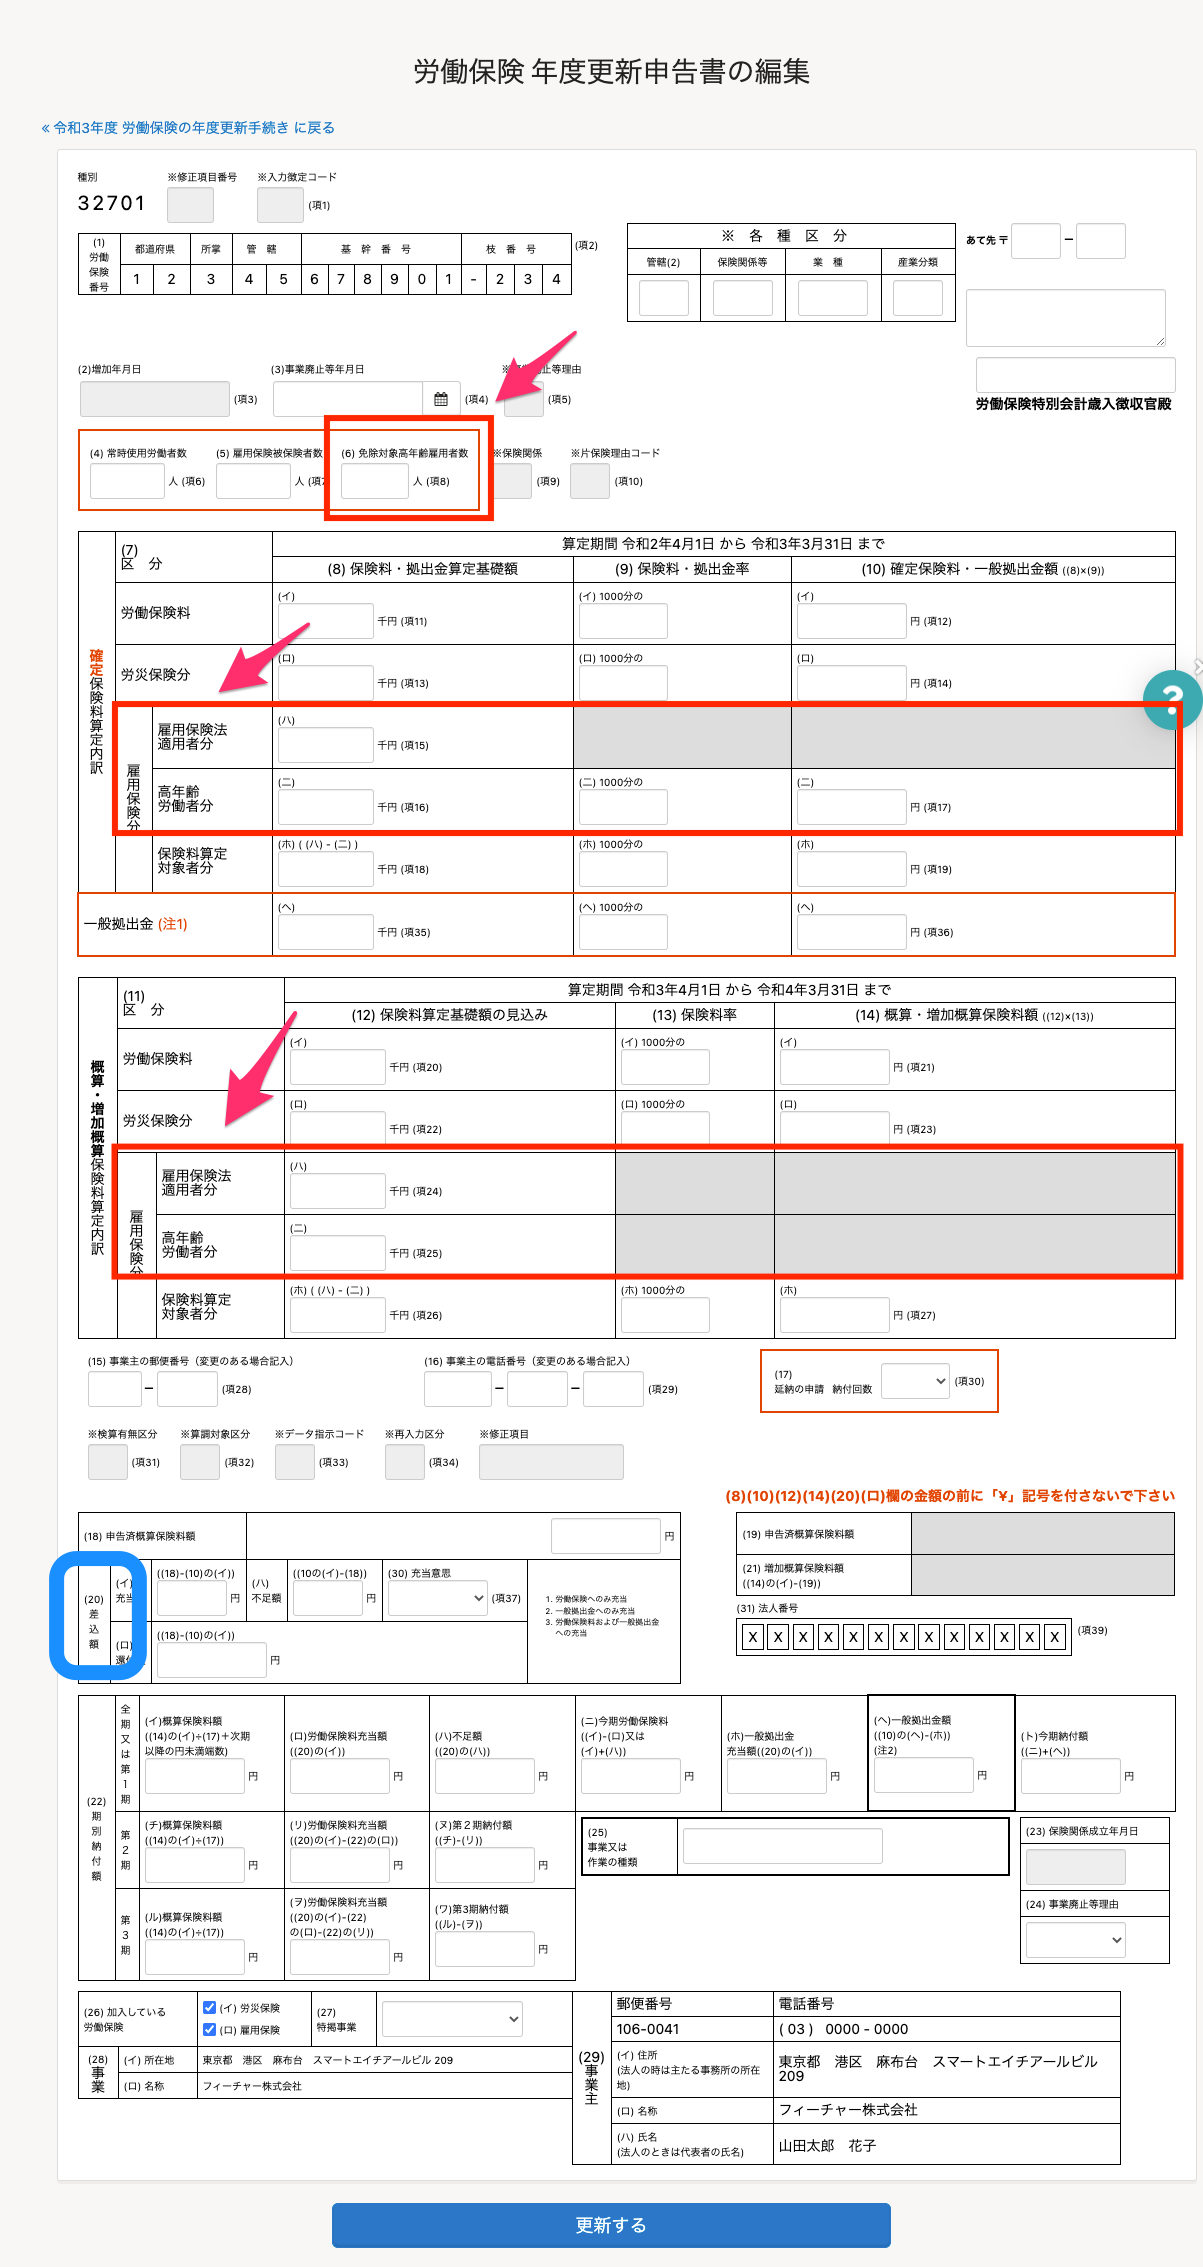 労働保険 年度更新申告書の編集
« 令和3年度 労働保険の年度更新手続き に戻る
種別
※修正項目番号
※入力徴定コード
32701
(項1)
(1)
労働
保険
番号
都道府県
所掌
管 轄
基 幹 番 号
枝 番 号
(項2)
1 2 3 4 5 6 7 8 9 0 1 - 2 3 4
※ 各 種 区 分
管轄(2)
保険関係等
業 種
産業分類
あて先 〒
–
労働保険特別会計歳入徴収官殿
(2)増加年月日
(項3)
(3)事業廃止等年月日
(項4)
※
止等理由
(項5)
(4) 常時使用労働者数
人 (項6)
(5) 雇用保険被保険者数
人 (項
(6) 免除対象高年齢雇用者数
人 (項8)
※保険関係
(項9)
※片保険理由コード
(項10)
確定保険料算定内訳
(7)
区 分
算定期間 令和2年4月1日 から 令和3年3月31日 まで
(8) 保険料・拠出金算定基礎額
(9) 保険料・拠出金率
(10) 確定保険料・一般拠出金額 ((8)×(9))
労働保険料
(イ)
千円 (項11)
(イ) 1000分の
(イ)
円 (項12)
労災保険分
(ロ)
千円 (項13)
(ロ) 1000分の
(ロ)
円 (項14)
雇用保険分
雇用保険法
適用者分
(ハ)
千円 (項15)
高年齢
労働者分
(ニ)
千円 (項16)
(ニ) 1000分の
(ニ)
円 (項17)
保険料算定
対象者分
(ホ) ( (ハ) - (ニ) )
千円 (項18)
(ホ) 1000分の
(ホ)
円 (項19)
一般拠出金 (注1)
(ヘ)
千円 (項35)
(ヘ) 1000分の
(ヘ)
円 (項36)
?
概算・増加概算保険料算定内訳
(11)
区 分
算定期間 令和3年4月1日 から 令和4年3月31日 まで
(12) 保険料算定基礎額の見込み
(13) 保険料率
(14) 概算・増加概算保険料額 ((12)×(13))
労働保険料
(イ)
千円 (項20)
(イ) 1000分の
(イ)
円 (項21)
労災保険分
(ロ)
千円 (項22)
(ロ) 1000分の
(ロ)
円 (項23)
雇用保険分
雇用保険法
適用者分
(ハ)
千円 (項24)
高年齢
労働者分
(ニ)
千円 (項25)
保険料算定
対象者分
(ホ) ( (ハ) - (ニ) )
千円 (項26)
(ホ) 1000分の
(ホ)
円 (項27)
(15) 事業主の郵便番号（変更のある場合記入）
–
(項28)
(16) 事業主の電話番号（変更のある場合記入）
– –
(項29)
(17)
延納の申請 納付回数
(項30)
※検算有無区分
(項31)
※算調対象区分
(項32)
※データ指示コード
(項33)
※再入力区分
(項34)
※修正項目
(8)(10)(12)(14)(20)(ロ)欄の金額の前に「¥」記号を付さないで下さい
(18) 申告済概算保険料額
円
(20)
差
込
額
(イ)
充当
((18)-(10)の(イ))
円
(ハ)
不足額
((10の(イ)-(18))
円
(30) 充当意思
(項37)
1. 労働保険へのみ充当
2. 一般拠出金へのみ充当
3. 労働保険料および一般拠出金
への充当
(ロ)
還
((18)-(10)の(イ))
円
(19) 申告済概算保険料額
(21) 増加概算保険料額
((14)の(イ)-(19))
(31) 法人番号
X X X X X X X X X X X X X
(項39)
(22)
期
別
納
付
額
全
期
又
は
第
1
期
(イ)概算保険料額
((14)の(イ)÷(17)＋次期
以降の円未満端数)
円
(ロ)労働保険料充当額
((20)の(イ))
円
(ハ)不足額
((20)の(ハ))
円
(ニ)今期労働保険料
((イ)-(ロ)又は
(イ)+(ハ))
円
(ホ)一般拠出金
充当額((20)の(イ))
円
(ヘ)一般拠出金額
((10)の(ヘ)-(ホ))
(注2)
円
(ト)今期納付額
((ニ)+(ヘ))
円
第
2
期
(チ)概算保険料額
((14)の(イ)÷(17))
円
(リ)労働保険料充当額
((20)の(イ)-(22)の(ロ))
円
(ヌ)第２期納付額
((チ)-(リ))
円
第
3
期
(ル)概算保険料額
((14)の(イ)÷(17))
円
(ヲ)労働保険料充当額
((20)の(イ)-(22)
の(ロ)-(22)の(リ))
円
(ワ)第3期納付額
((ル)-(ヲ))
円
(25)
事業又は
作業の種類
(23) 保険関係成立年月日
(24) 事業廃止等理由
(26) 加入している
労働保険
(イ) 労災保険
(ロ) 雇用保険
(27)
特掲事業
(28)
事業
(イ) 所在地
東京都 港区 麻布台 スマートエイチアールビル 209
(ロ) 名称
フィーチャー株式会社
(29)
事業主
郵便番号
電話番号
106-0041
( 03 ) 0000 - 0000
(イ) 住所
(法人の時は主たる事務所の所在
地)
東京都 港区 麻布台 スマートエイチアールビル
209
(ロ) 名称
フィーチャー株式会社
(ハ) 氏名
(法人のときは代表者の氏名)
山田太郎 花子
更新する